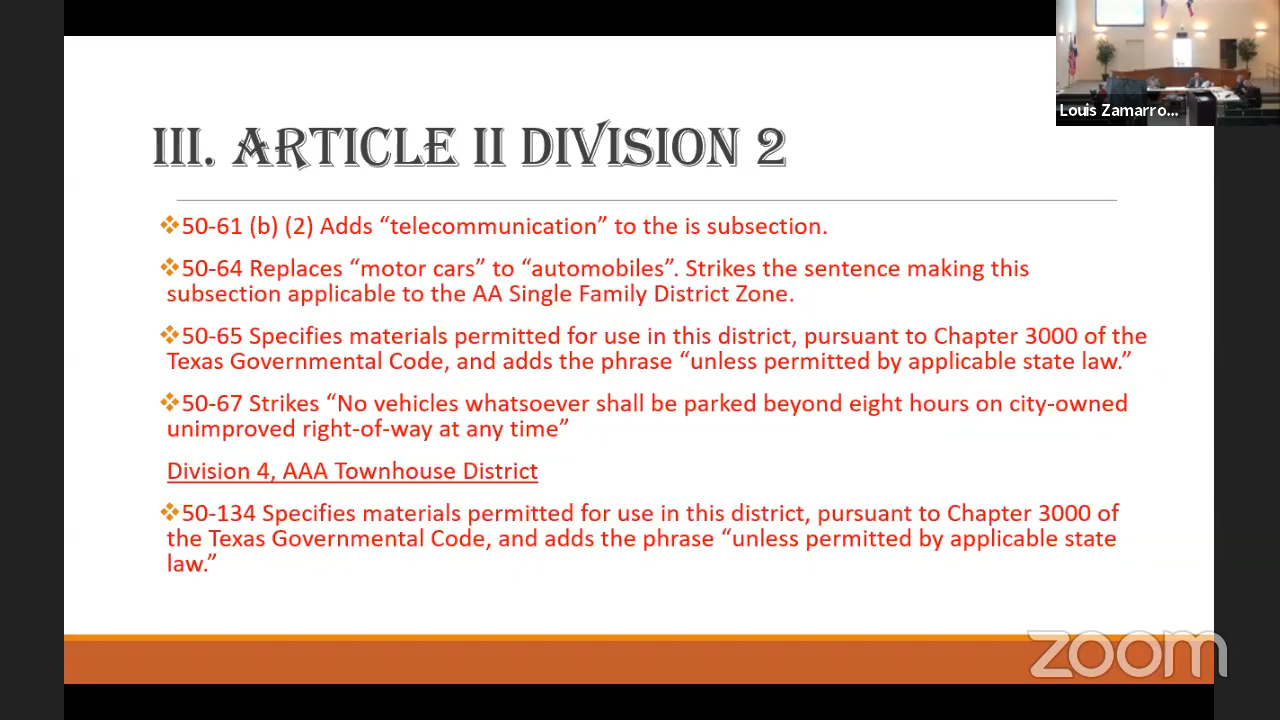 Louis Zamarro...
III. ARTICLE II DIVISION 2
❖50-61 (b) (2) Adds “telecommunication” to the is subsection.
❖50-64 Replaces “motor cars” to “automobiles”. Strikes the sentence making this
subsection applicable to the AA Single Family District Zone.
❖50-65 Specifies materials permitted for use in this district, pursuant to Chapter 3000 of the
Texas Governmental Code, and adds the phrase “unless permitted by applicable state law.”
❖50-67 Strikes “No vehicles whatsoever shall be parked beyond eight hours on city-owned
unimproved right-of-way at any time”
Division 4, AAA Townhouse District
❖50-134 Specifies materials permitted for use in this district, pursuant to Chapter 3000 of
the Texas Governmental Code, and adds the phrase “unless permitted by applicable state
law.”
zoom